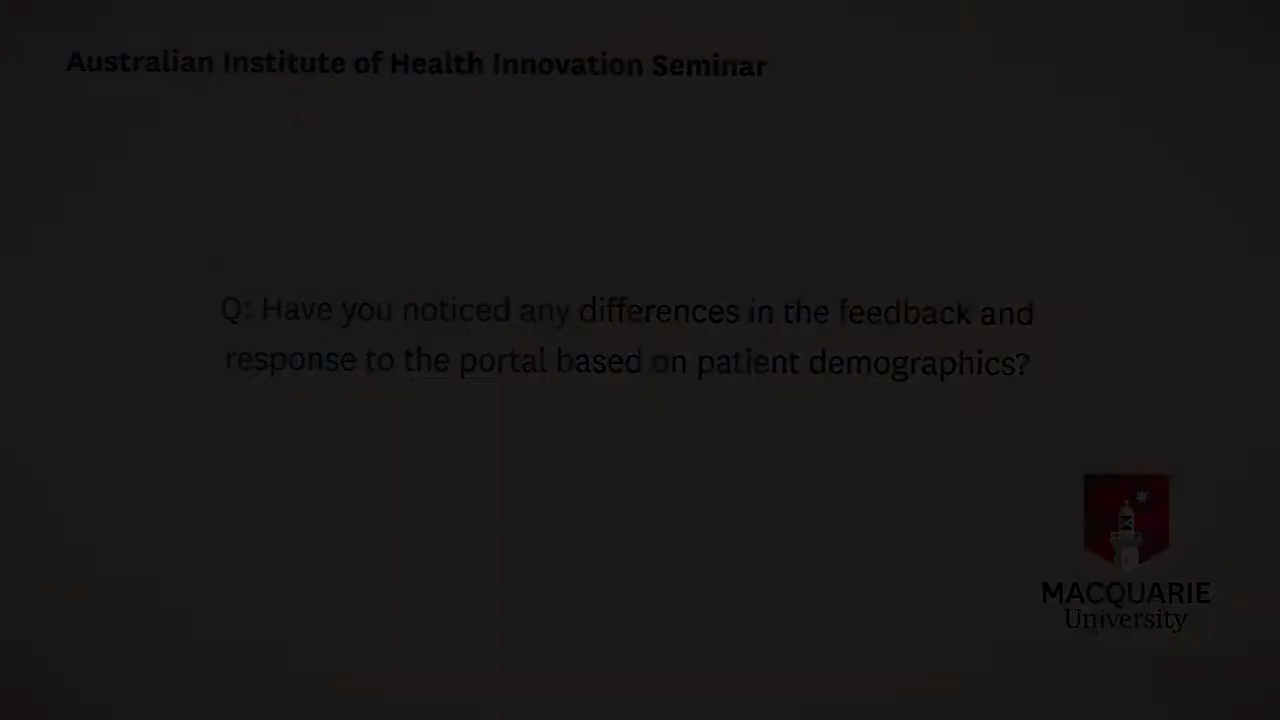 Australian Institute of Health Innovation Seminar
Q: Have you noticed any differences in the feedback and
response to the portal based on patient demographics?
MACQUARIE
University